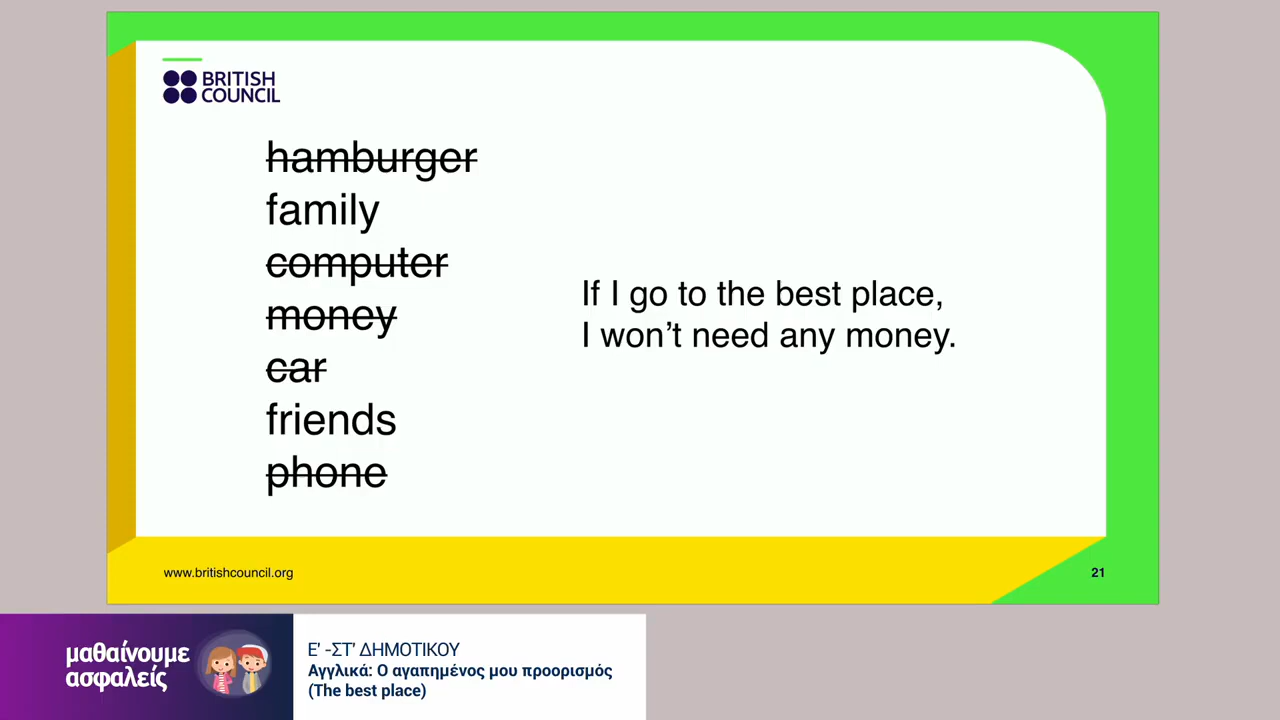 BRITISH
COUNCIL
hamburger
family
computer
money
car
friends
phone
If I go to the best place,
I won’t need any money.
www.britishcouncil.org
21
μαθαίνουμε
ασφαλείς
Ε' -ΣΤ' ΔΗΜΟΤΙΚΟΥ
Αγγλικά: Ο αγαπημένος μου προορισμός
(The best place)